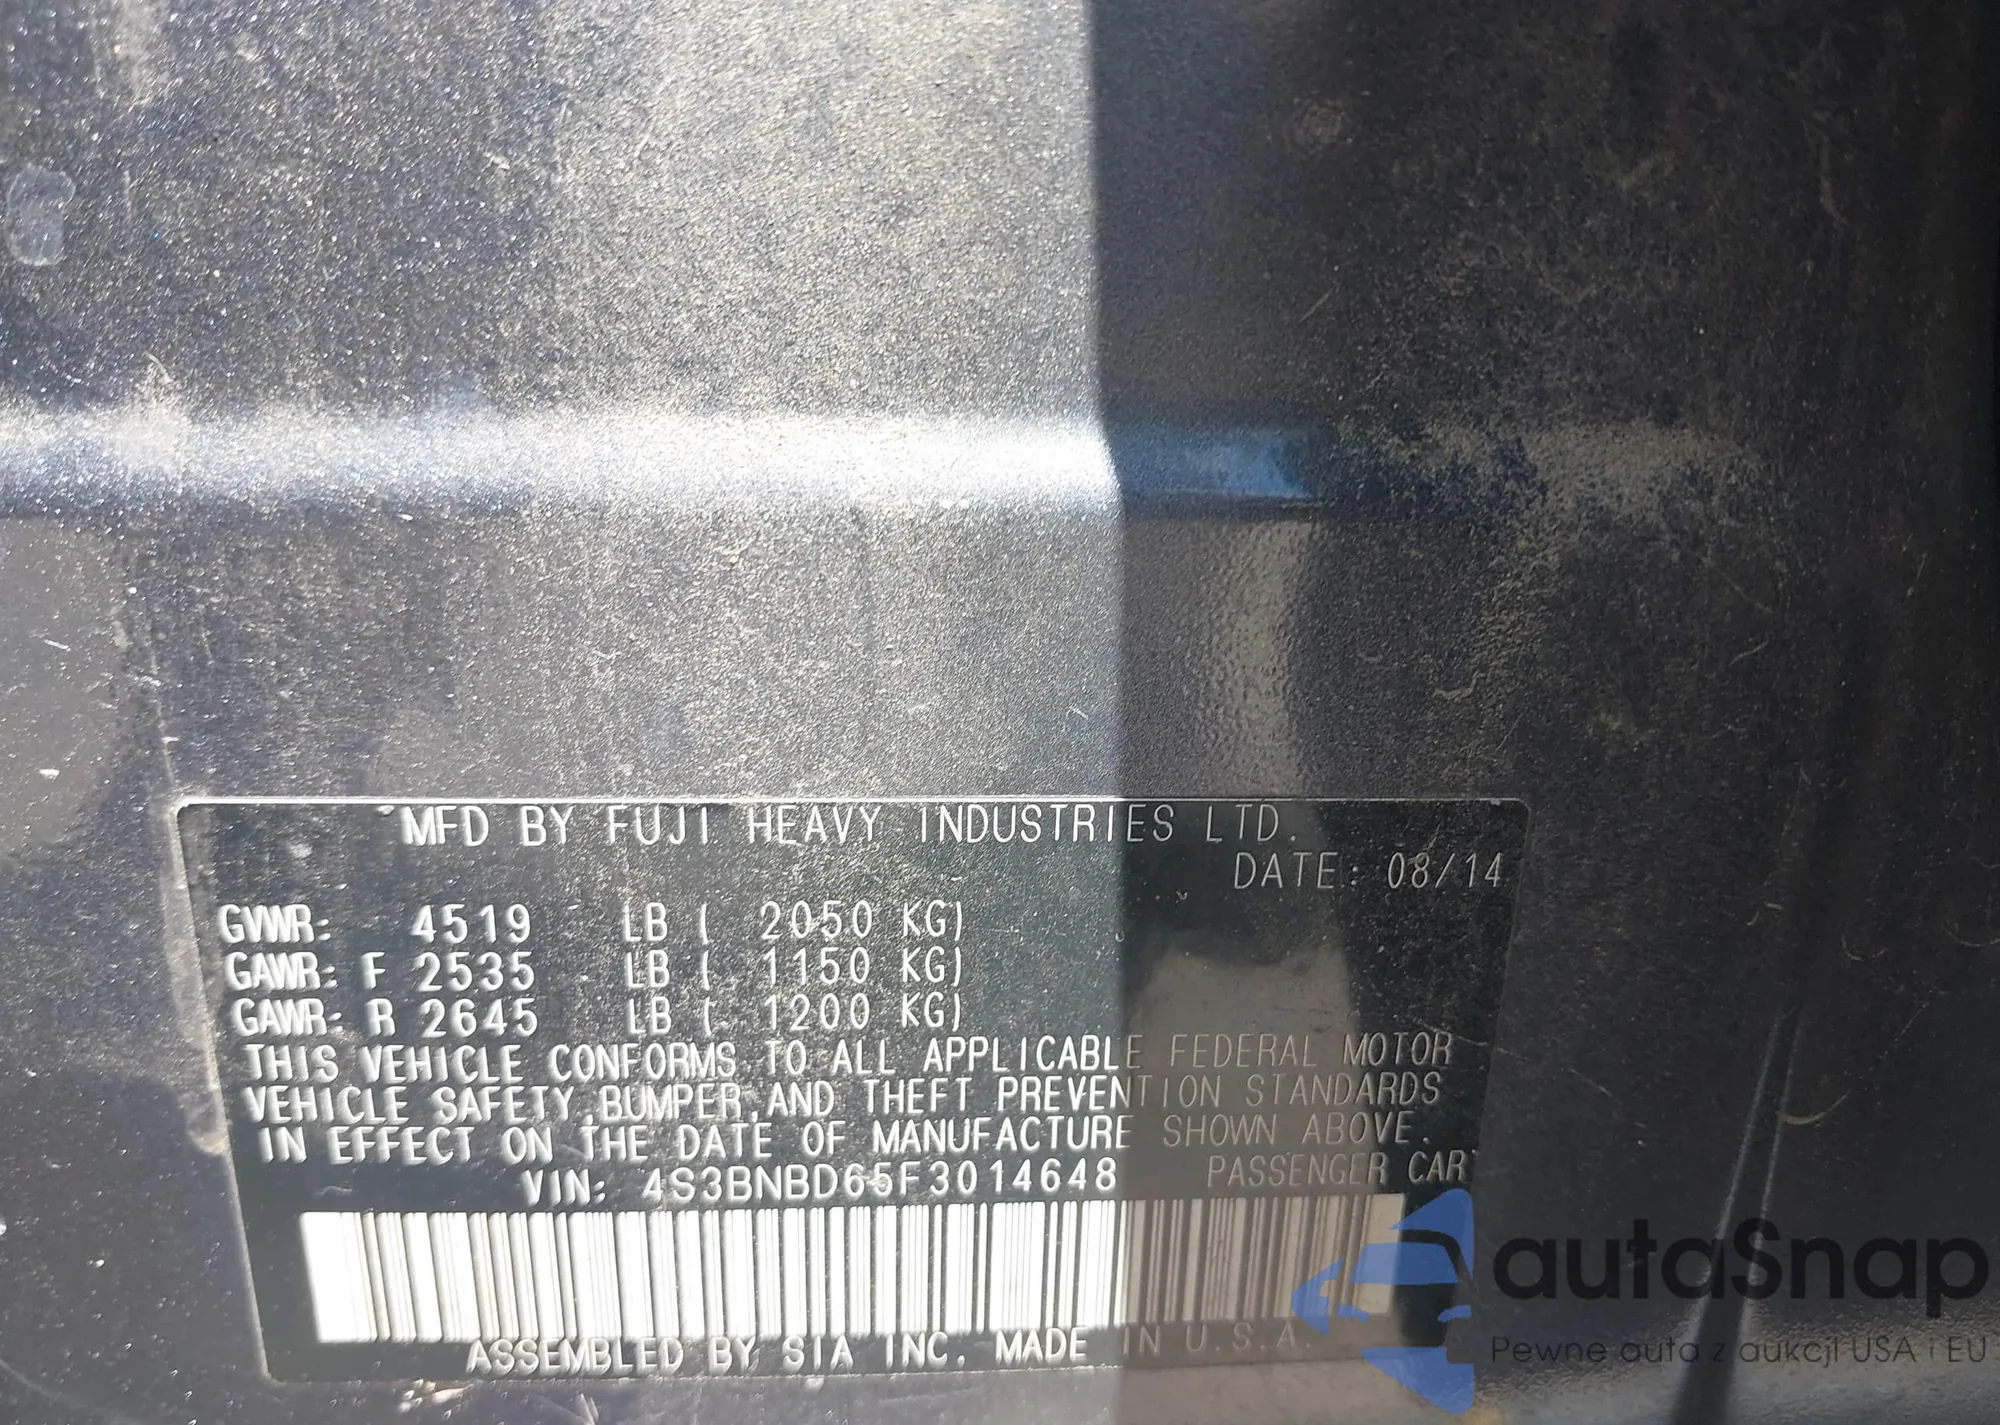 MFD BY FUJI HEAVY INDUSTRIES LTD.
DATE: 08/14
GVWR: 4519 LB ( 2050 KG)
GAWR: F 2535 LB ( 1150 KG)
GAWR: R 2645 LB ( 1200 KG)
THIS VEHICLE CONFORMS TO ALL APPLICABLE FEDERAL MOTOR
VEHICLE SAFETY,BUMPER,AND THEFT PREVENTION STANDARDS
IN EFFECT ON THE DATE OF MANUFACTURE SHOWN ABOVE.
VIN: 4S3BNBD65F3014648 PASSENGER CAR
ASSEMBLED BY SIA INC. MADE IN U.S.A.
autaSnap
Pewne auta z aukcji USA i EU